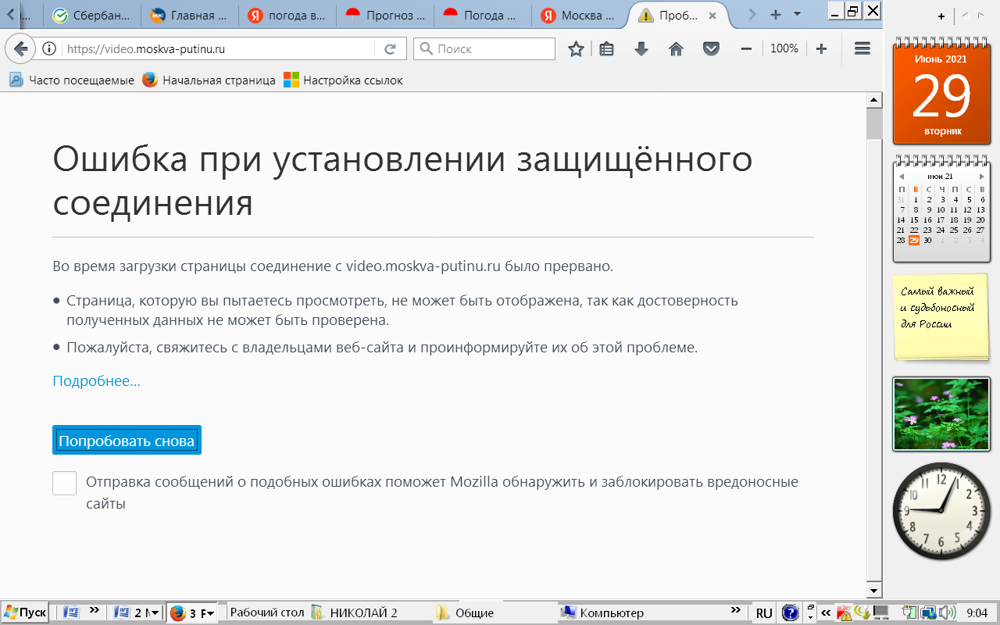 Сбербан...
Главная ...
погода в...
Прогноз ...
Погода ...
Москва ...
Проб...
https://video.moskva-putinu.ru
Поиск
100%
Часто посещаемые
Начальная страница
Настройка ссылок
Ошибка при установлении защищённого
соединения
Во время загрузки страницы соединение с video.moskva-putinu.ru было прервано.
• Страница, которую вы пытаетесь просмотреть, не может быть отображена, так как достоверность
полученных данных не может быть проверена.
• Пожалуйста, свяжитесь с владельцами веб-сайта и проинформируйте их об этой проблеме.
Подробнее...
Попробовать снова
Отправка сообщений о подобных ошибках поможет Mozilla обнаружить и заблокировать вредоносные
сайты
Июнь 2021
29
вторник
июн 21
П В С Ч П С В
31 1 2 3 4 5 6
7 8 9 10 11 12 13
14 15 16 17 18 19 20
21 22 23 24 25 26 27
28 29 30 1 2 3 4
Самый важный
и судьбоносный
для России
12 1 2 3 4 5 6 7 8 9 10 11
Пуск
Рабочий стол
НИКОЛАЙ 2
Общие
Компьютер
RU
9:04